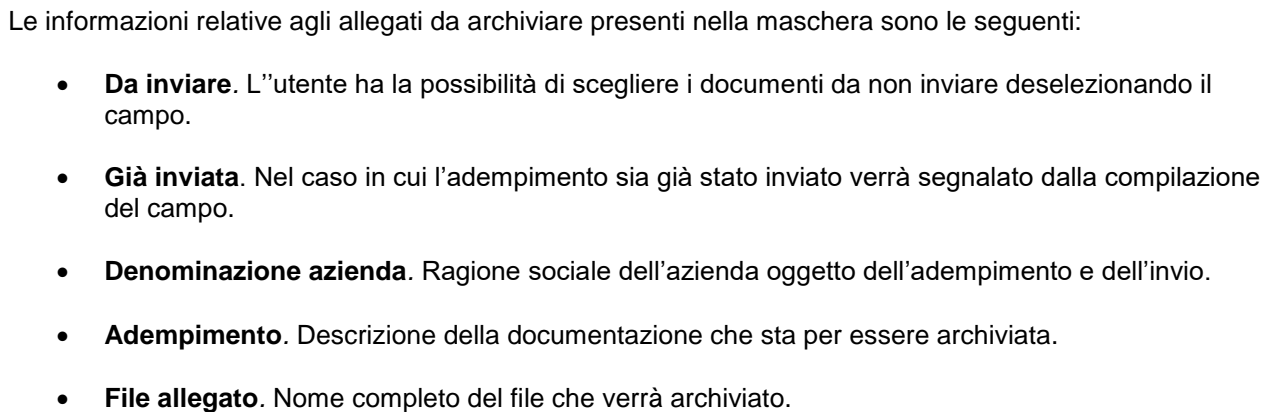 Le informazioni relative agli allegati da archiviare presenti nella maschera sono le seguenti:
• Da inviare. L’’utente ha la possibilità di scegliere i documenti da non inviare deselezionando il
campo.
• Già inviata. Nel caso in cui l’adempimento sia già stato inviato verrà segnalato dalla compilazione
del campo.
• Denominazione azienda. Ragione sociale dell’azienda oggetto dell’adempimento e dell’invio.
• Adempimento. Descrizione della documentazione che sta per essere archiviata.
• File allegato. Nome completo del file che verrà archiviato.